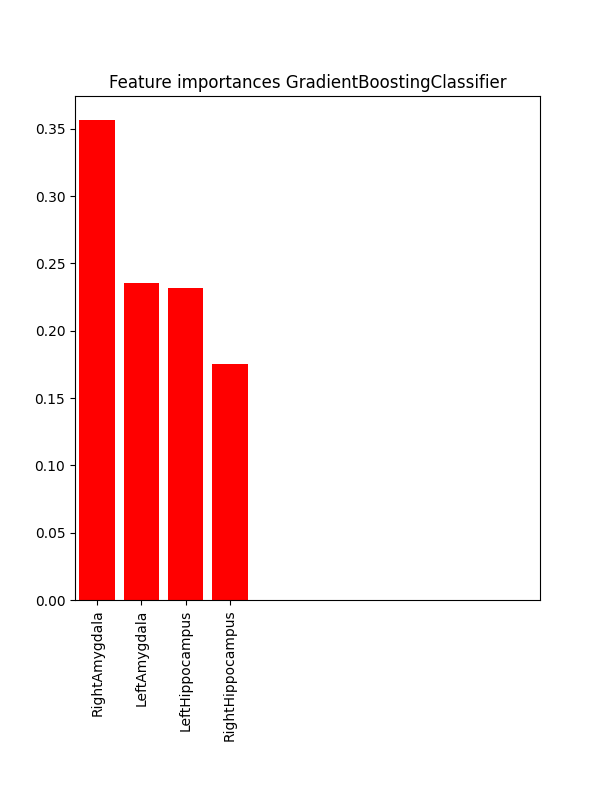 Feature importances GradientBoostingClassifier
0.35
0.30
0.25
0.20
0.15
0.10
0.05
0.00
RightAmygdala
LeftAmygdala
LeftHippocampus
RightHippocampus